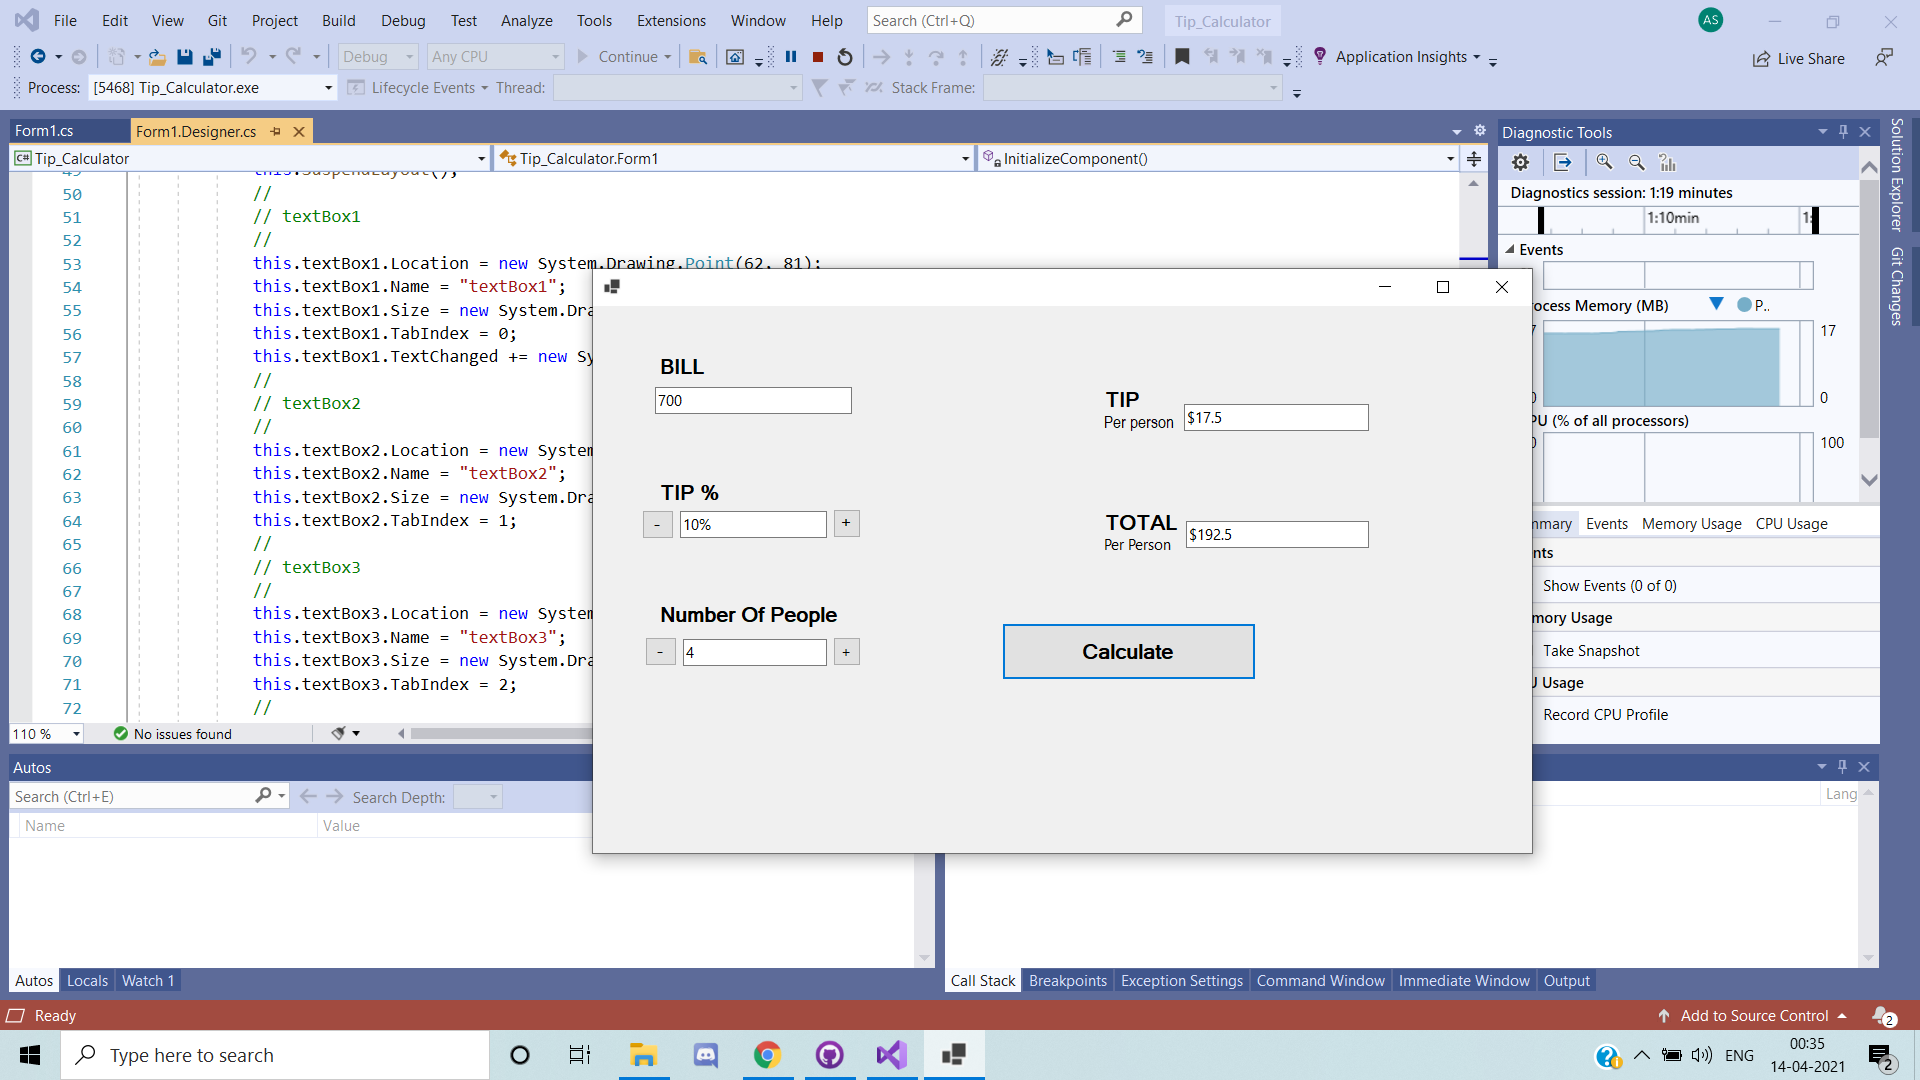 File Edit View Git Project Build Debug Test Analyze Tools Extensions Window Help Search (Ctrl+Q) Tip_Calculator AS
Debug Any CPU Continue Application Insights Live Share
Process: [5468] Tip_Calculator.exe Lifecycle Events Thread: Stack Frame:
Form1.cs Form1.Designer.cs
C# Tip_Calculator Tip_Calculator.Form1 InitializeComponent()
49 this.SuspendLayout();
50 //
51 // textBox1
52 //
53 this.textBox1.Location = new System.Drawing.Point(62, 81);
54 this.textBox1.Name = "textBox1";
55 this.textBox1.Size = new System.Dra
56 this.textBox1.TabIndex = 0;
57 this.textBox1.TextChanged += new Sy
58 //
59 // textBox2
60 //
61 this.textBox2.Location = new System
62 this.textBox2.Name = "textBox2";
63 this.textBox2.Size = new System.Dra
64 this.textBox2.TabIndex = 1;
65 //
66 // textBox3
67 //
68 this.textBox3.Location = new System
69 this.textBox3.Name = "textBox3";
70 this.textBox3.Size = new System.Dra
71 this.textBox3.TabIndex = 2;
72 //
110 % No issues found
BILL
700
TIP %
- 10% +
Number Of People
- 4 +
TIP
Per person $17.5
TOTAL
Per Person $192.5
Calculate
Diagnostic Tools
Diagnostics session: 1:19 minutes
1:10min 1:
Events
ocess Memory (MB) P..
7 17
0 0
PU (% of all processors)
0 100
mmary Events Memory Usage CPU Usage
nts
Show Events (0 of 0)
mory Usage
Take Snapshot
U Usage
Record CPU Profile
Solution Explorer
Git Changes
Autos
Search (Ctrl+E) Search Depth:
Name Value
Lang
Autos Locals Watch 1
Call Stack Breakpoints Exception Settings Command Window Immediate Window Output
Ready Add to Source Control 2
Type here to search
ENG
00:35
14-04-2021
2